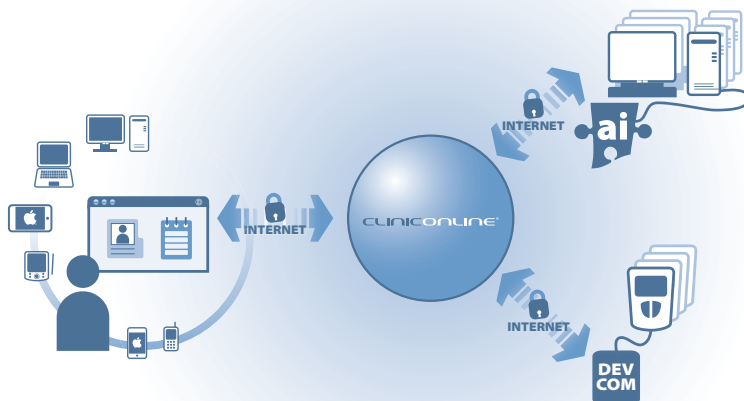 INTERNET
ai
INTERNET
CLINICONLINE®
INTERNET
DEV
COM